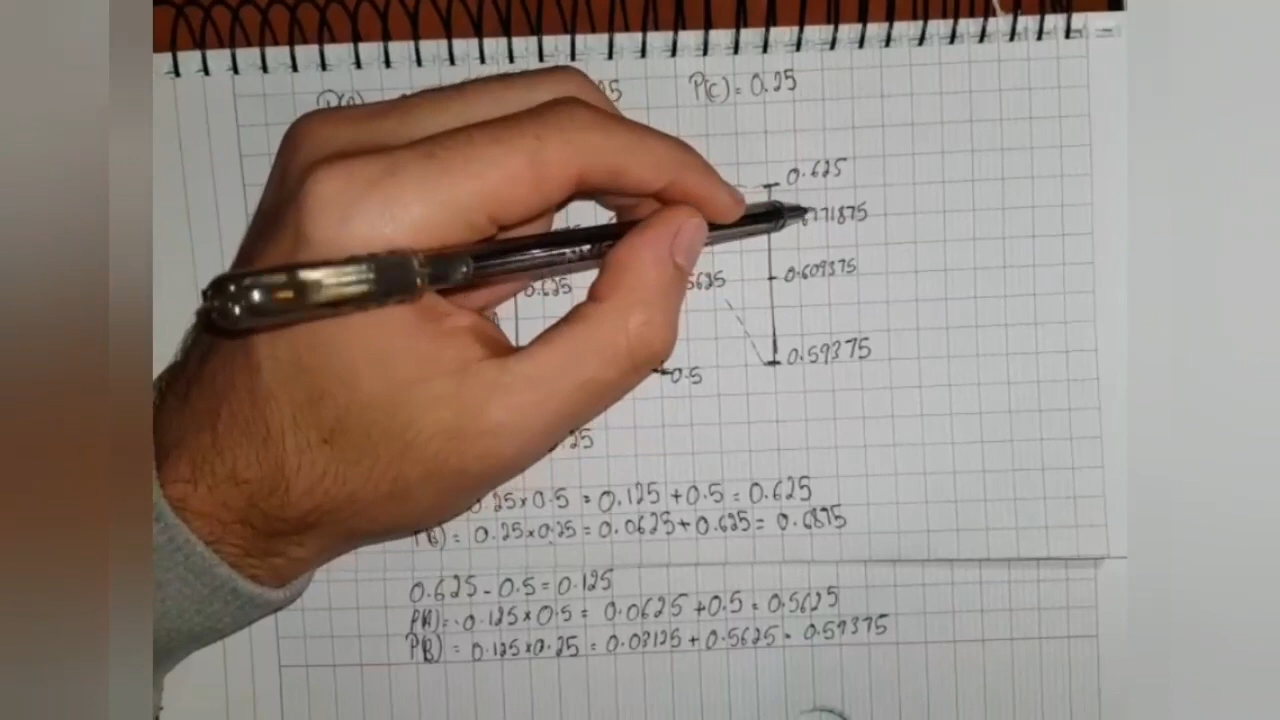 25 P(C) = 0.25
0.625
6171875
0.609375
0.625 5625
0.59375
0.5
.25
0.25×0.5 = 0.125 + 0.5 = 0.625
P(B) = 0.25×0.25 = 0.0625 + 0.625 = 0.6875
0.625 - 0.5 = 0.125
P(A) = 0.125×0.5 = 0.0625 + 0.5 = 0.5625
P(B) = 0.125×0.25 = 0.03125 + 0.5625 = 0.59375